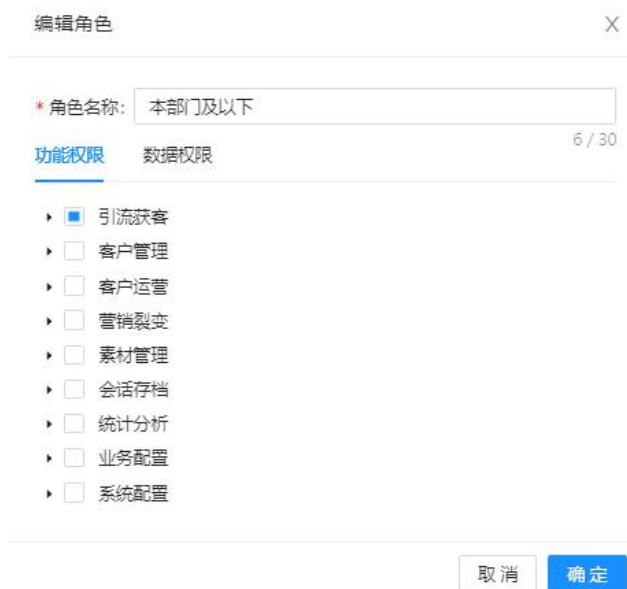 编辑角色 X
* 角色名称: 本部门及以下
6 / 30
功能权限 数据权限
引流获客
客户管理
客户运营
营销裂变
素材管理
会话存档
统计分析
业务配置
系统配置
取消 确定